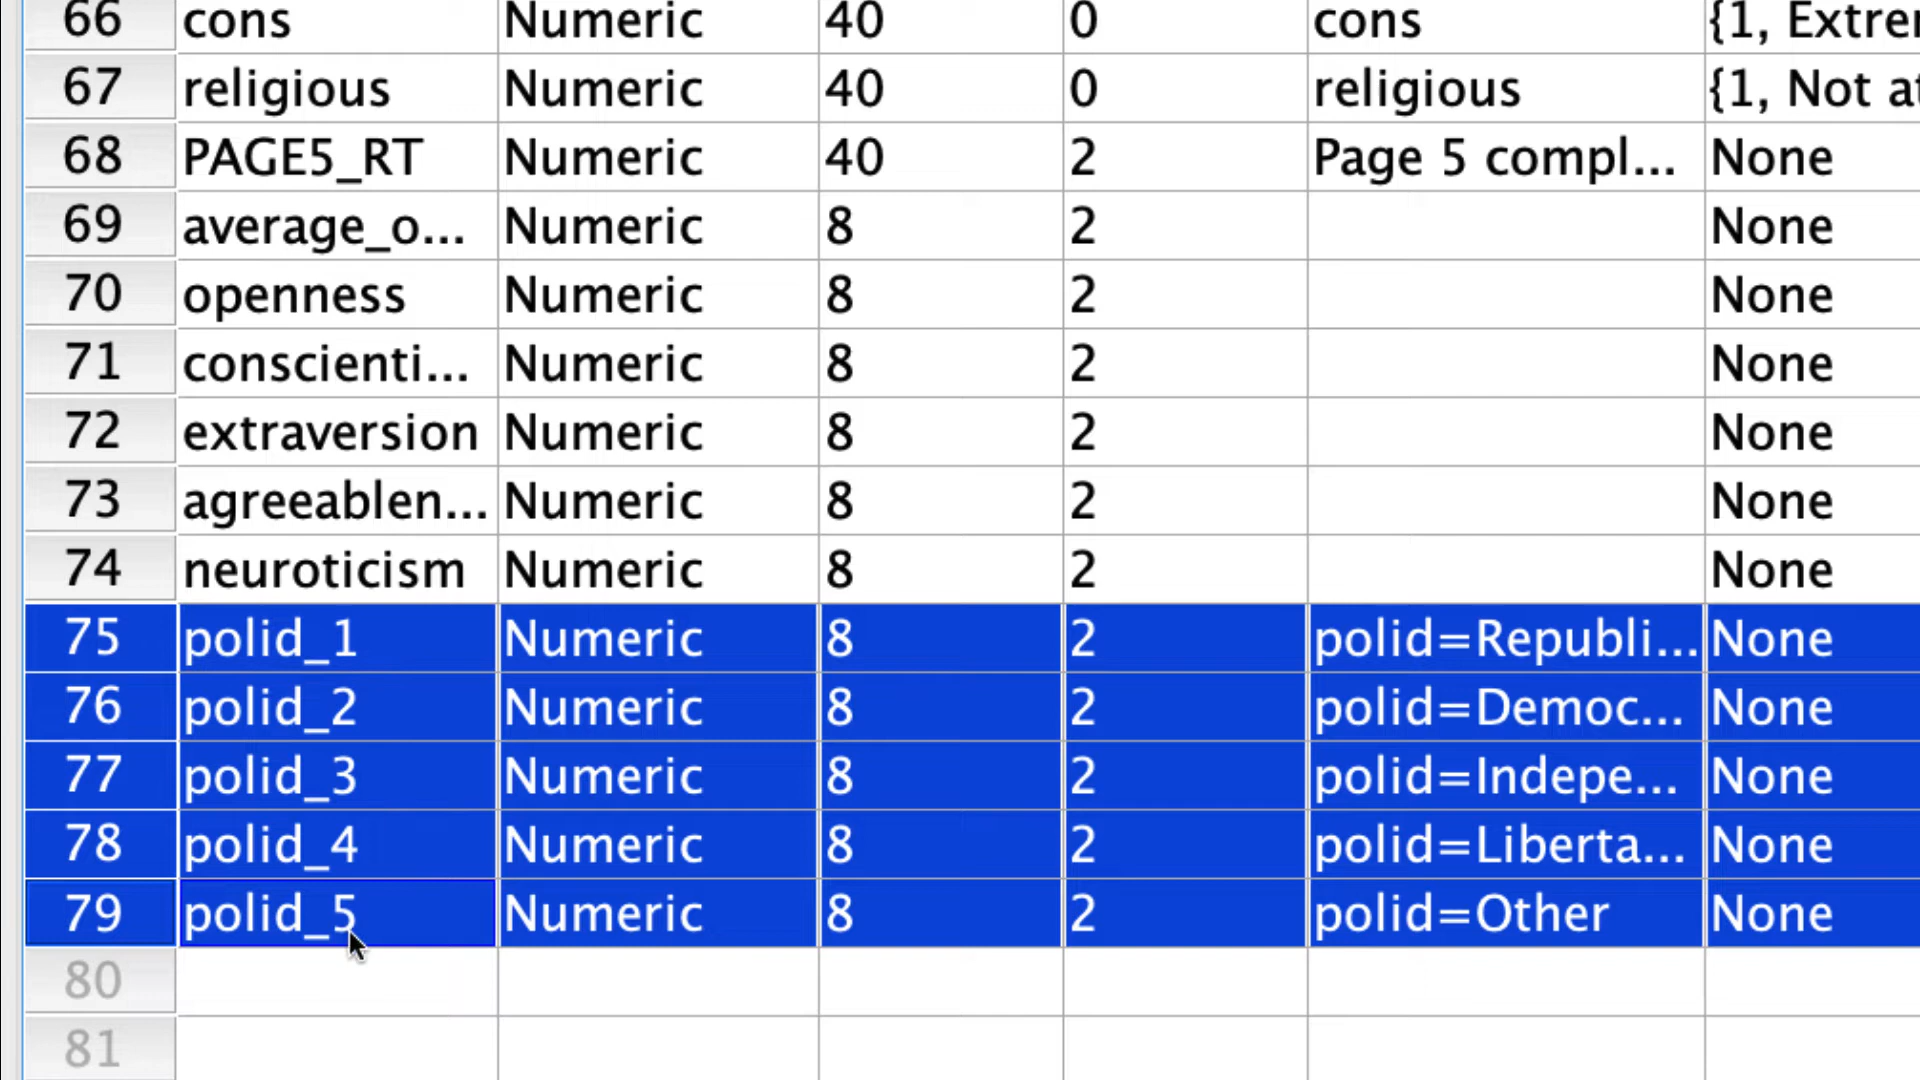 66 cons Numeric 40 0 cons {1, Extrer
67 religious Numeric 40 0 religious {1, Not at
68 PAGE5_RT Numeric 40 2 Page 5 compl... None
69 average_o... Numeric 8 2 None
70 openness Numeric 8 2 None
71 conscienti... Numeric 8 2 None
72 extraversion Numeric 8 2 None
73 agreeablen... Numeric 8 2 None
74 neuroticism Numeric 8 2 None
75 polid_1 Numeric 8 2 polid=Republi... None
76 polid_2 Numeric 8 2 polid=Democ... None
77 polid_3 Numeric 8 2 polid=Indepe... None
78 polid_4 Numeric 8 2 polid=Liberta... None
79 polid_5 Numeric 8 2 polid=Other None
80
81